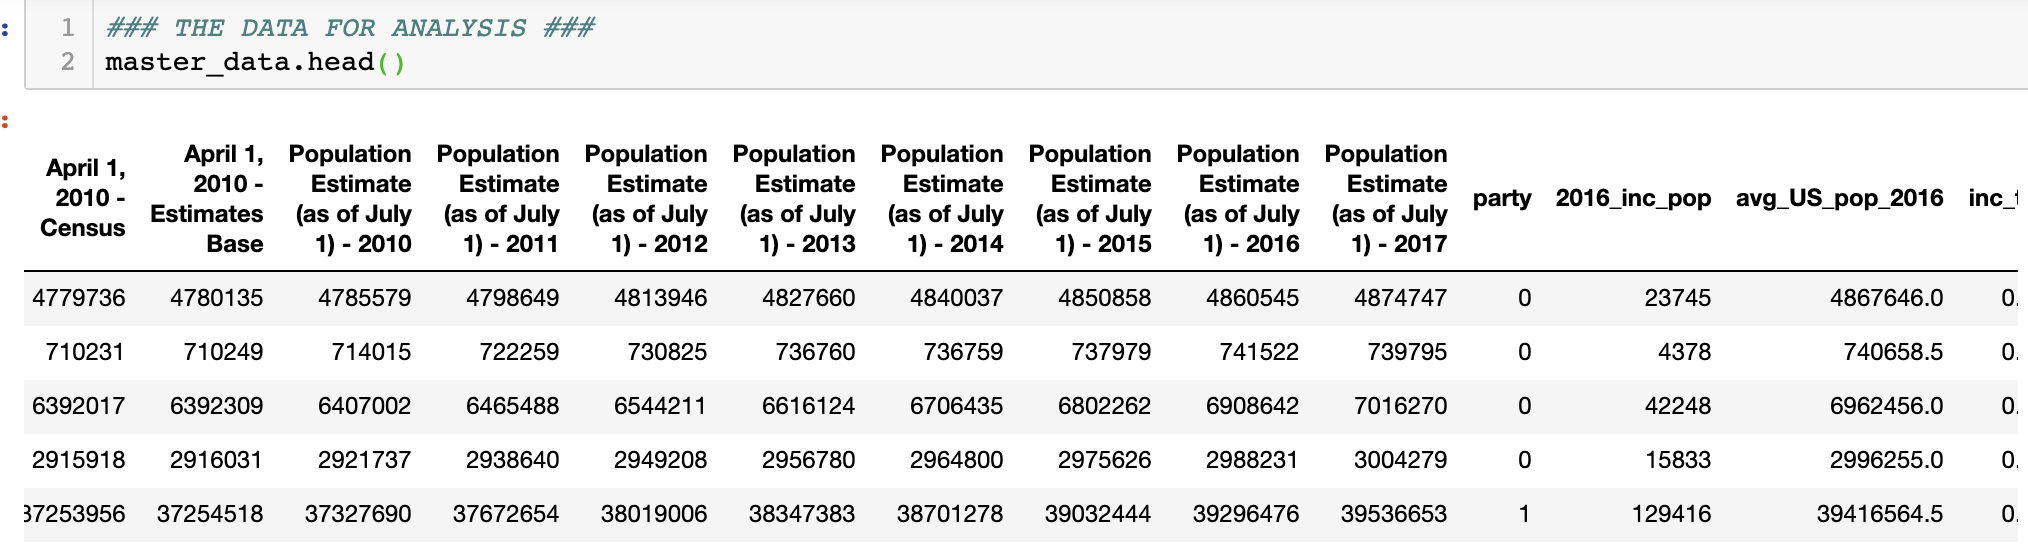 :
1 ### THE DATA FOR ANALYSIS ###
2 master_data.head()
:
April 1, 2010 - Census | April 1, 2010 - Estimates Base | Population Estimate (as of July 1) - 2010 | Population Estimate (as of July 1) - 2011 | Population Estimate (as of July 1) - 2012 | Population Estimate (as of July 1) - 2013 | Population Estimate (as of July 1) - 2014 | Population Estimate (as of July 1) - 2015 | Population Estimate (as of July 1) - 2016 | Population Estimate (as of July 1) - 2017 | party | 2016_inc_pop | avg_US_pop_2016 | inc_
4779736 4780135 4785579 4798649 4813946 4827660 4840037 4850858 4860545 4874747 0 23745 4867646.0 0.
710231 710249 714015 722259 730825 736760 736759 737979 741522 739795 0 4378 740658.5 0.
6392017 6392309 6407002 6465488 6544211 6616124 6706435 6802262 6908642 7016270 0 42248 6962456.0 0.
2915918 2916031 2921737 2938640 2949208 2956780 2964800 2975626 2988231 3004279 0 15833 2996255.0 0.
37253956 37254518 37327690 37672654 38019006 38347383 38701278 39032444 39296476 39536653 1 129416 39416564.5 0.